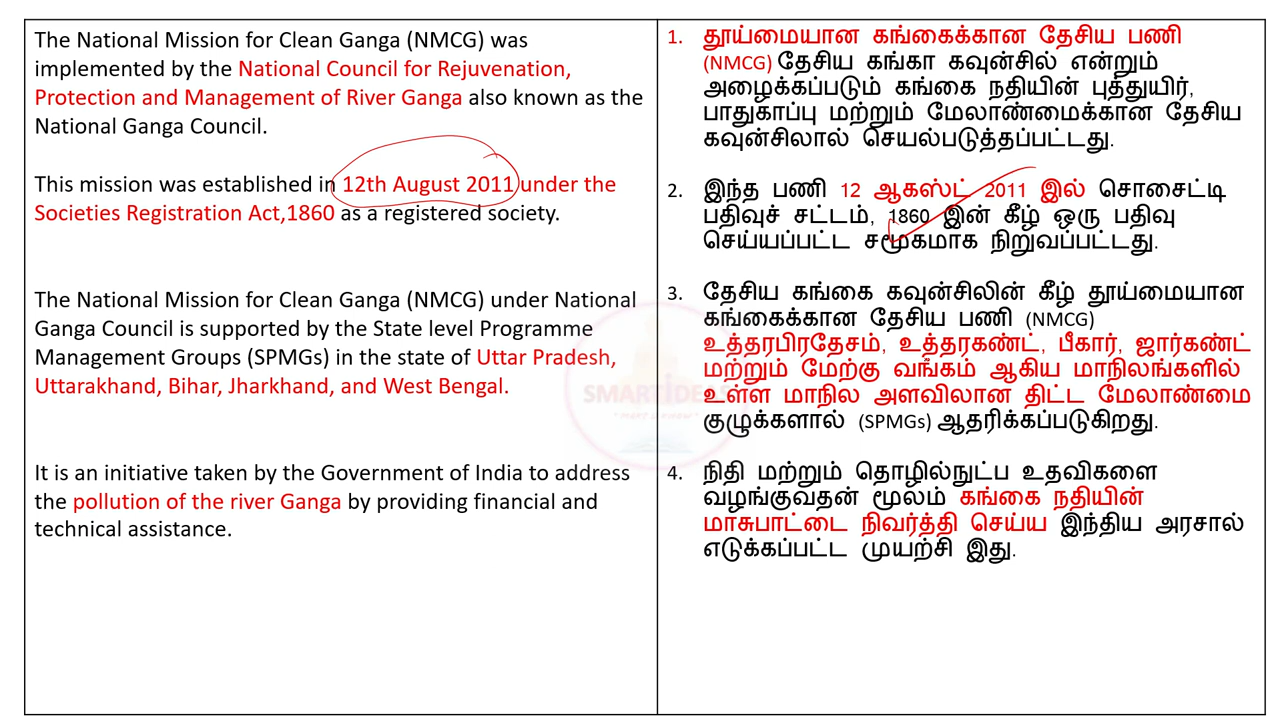 The National Mission for Clean Ganga (NMCG) was
implemented by the National Council for Rejuvenation,
Protection and Management of River Ganga also known as the
National Ganga Council.
This mission was established in 12th August 2011 under the
Societies Registration Act,1860 as a registered society.
The National Mission for Clean Ganga (NMCG) under National
Ganga Council is supported by the State level Programme
Management Groups (SPMGs) in the state of Uttar Pradesh,
Uttarakhand, Bihar, Jharkhand, and West Bengal.
It is an initiative taken by the Government of India to address
the pollution of the river Ganga by providing financial and
technical assistance.
1. தூய்மையான கங்கைக்கான தேசிய பணி
(NMCG) தேசிய கங்கா கவுன்சில் என்றும்
அழைக்கப்படும் கங்கை நதியின் புத்துயிர்,
பாதுகாப்பு மற்றும் மேலாண்மைக்கான தேசிய
கவுன்சிலால் செயல்படுத்தப்பட்டது.
2. இந்த பணி 12 ஆகஸ்ட் 2011 இல் சொசைட்டி
பதிவுச் சட்டம், 1860 இன் கீழ் ஒரு பதிவு
செய்யப்பட்ட சமூகமாக நிறுவப்பட்டது.
3. தேசிய கங்கை கவுன்சிலின் கீழ் தூய்மையான
கங்கைக்கான தேசிய பணி (NMCG)
உத்தரபிரதேசம், உத்தரகண்ட், பீகார், ஜார்கண்ட்
மற்றும் மேற்கு வங்கம் ஆகிய மாநிலங்களில்
உள்ள மாநில அளவிலான திட்ட மேலாண்மை
குழுக்களால் (SPMGs) ஆதரிக்கப்படுகிறது.
4. நிதி மற்றும் தொழில்நுட்ப உதவிகளை
வழங்குவதன் மூலம் கங்கை நதியின்
மாசுபாட்டை நிவர்த்தி செய்ய இந்திய அரசால்
எடுக்கப்பட்ட முயற்சி இது.
SMART IDEAS